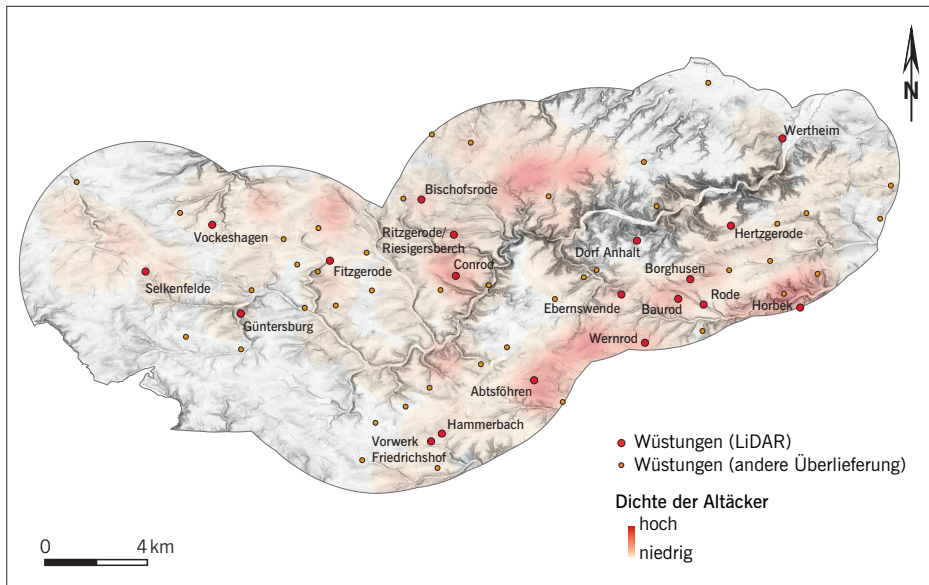 N
Wertheim
Bischofsrode
Vockeshagen
Ritzgerode/
Riesigersberch
Hertzgerode
Dorf Anhalt
Fitzgerode
Conrod
Borghusen
Selkenfelde
Ebernswende
Baurod
Rode
Horbek
Güntersburg
Wernrod
Abtsföhren
Hammerbach
Vorwerk
Friedrichshof
Wüstungen (LiDAR)
Wüstungen (andere Überlieferung)
Dichte der Altäcker
hoch
niedrig
0 4 km